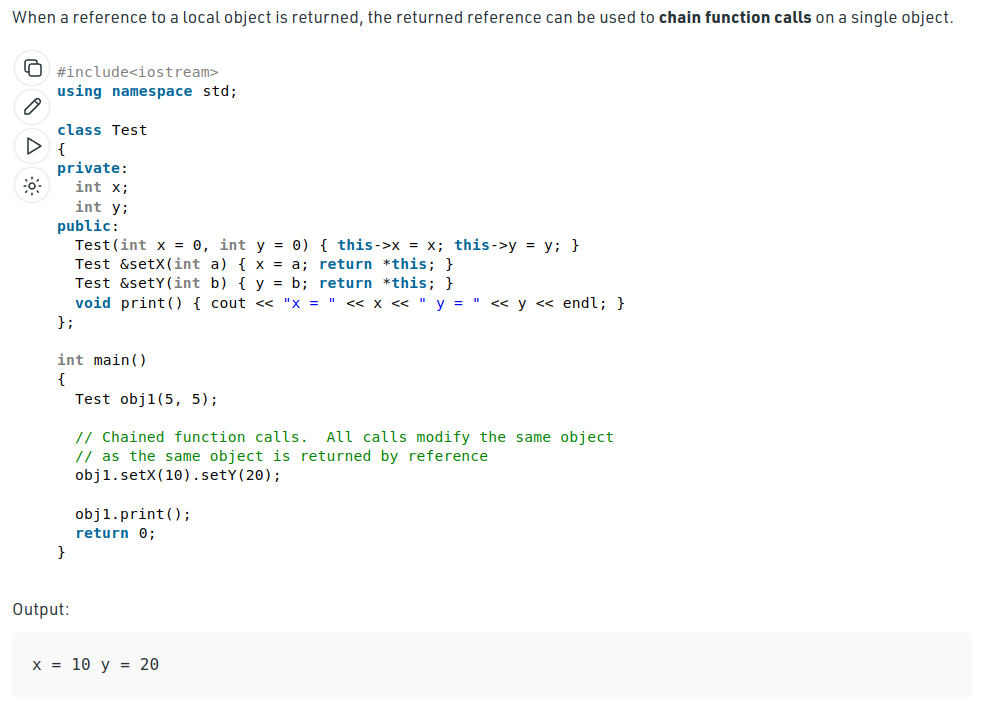 When a reference to a local object is returned, the returned reference can be used to chain function calls on a single object.
#include<iostream>
using namespace std;

class Test
{
private:
  int x;
  int y;
public:
  Test(int x = 0, int y = 0) { this->x = x; this->y = y; }
  Test &setX(int a) { x = a; return *this; }
  Test &setY(int b) { y = b; return *this; }
  void print() { cout << "x = " << x << " y = " << y << endl; }
};

int main()
{
  Test obj1(5, 5);

  // Chained function calls.  All calls modify the same object
  // as the same object is returned by reference
  obj1.setX(10).setY(20);

  obj1.print();
  return 0;
}
Output:
x = 10 y = 20